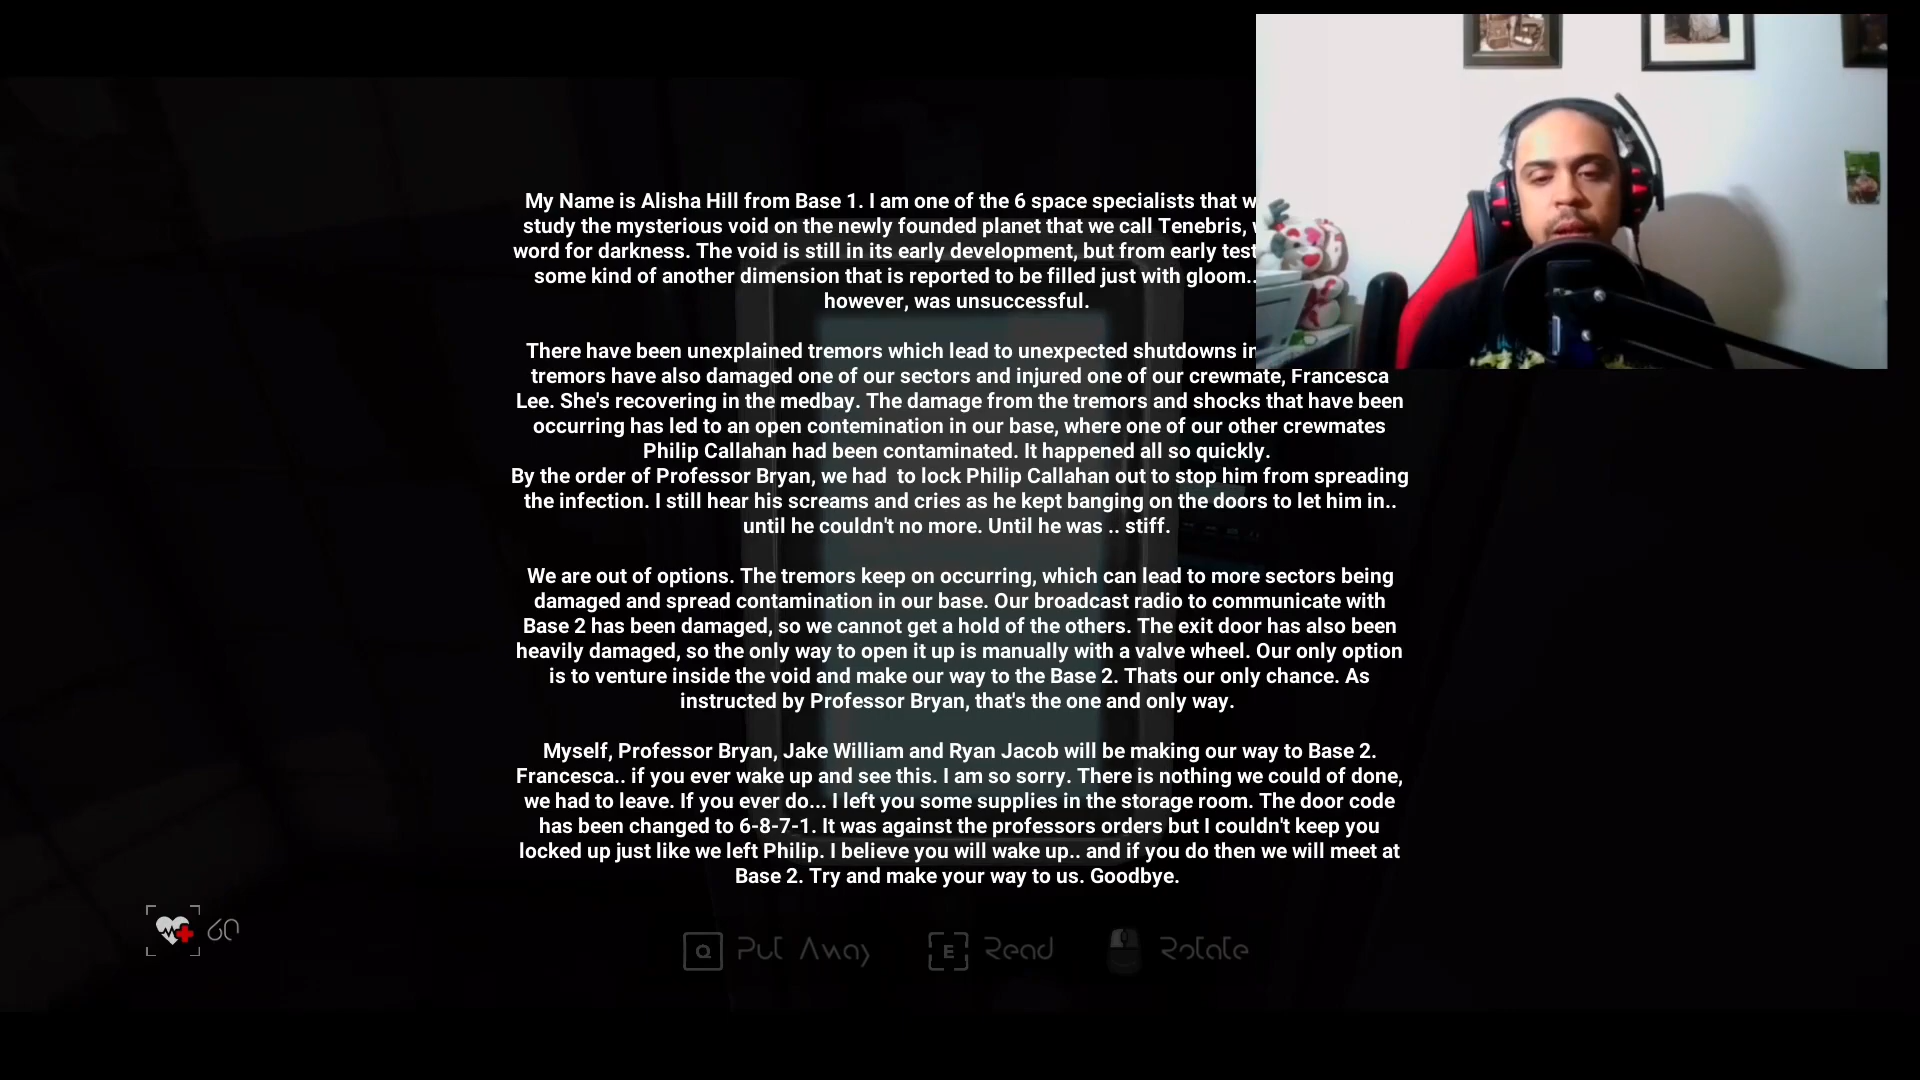 My Name is Alisha Hill from Base 1. I am one of the 6 space specialists that
study the mysterious void on the newly founded planet that we call Tenebris,
word for darkness. The void is still in its early development, but from early
some kind of another dimension that is reported to be filled just with gloom..
however, was unsuccessful.
There have been unexplained tremors which lead to unexpected shutdowns
tremors have also damaged one of our sectors and injured one of our crewmate, Francesca
Lee. She's recovering in the medbay. The damage from the tremors and shocks that have been
occurring has led to an open contemination in our base, where one of our other crewmates
Philip Callahan had been contaminated. It happened all so quickly.
By the order of Professor Bryan, we had  to lock Philip Callahan out to stop him from spreading
the infection. I still hear his screams and cries as he kept banging on the doors to let him in..
until he couldn't no more. Until he was .. stiff.
We are out of options. The tremors keep on occurring, which can lead to more sectors being
damaged and spread contamination in our base. Our broadcast radio to communicate with
Base 2 has been damaged, so we cannot get a hold of the others. The exit door has also been
heavily damaged, so the only way to open it up is manually with a valve wheel. Our only option
is to venture inside the void and make our way to the Base 2. Thats our only chance. As
instructed by Professor Bryan, that's the one and only way.
Myself, Professor Bryan, Jake William and Ryan Jacob will be making our way to Base 2.
Francesca.. if you ever wake up and see this. I am so sorry. There is nothing we could of done,
we had to leave. If you ever do... I left you some supplies in the storage room. The door code
has been changed to 6-8-7-1. It was against the professors orders but I couldn't keep you
locked up just like we left Philip. I believe you will wake up.. and if you do then we will meet at
Base 2. Try and make your way to us. Goodbye.
60
Q Put Away E Read Rotate